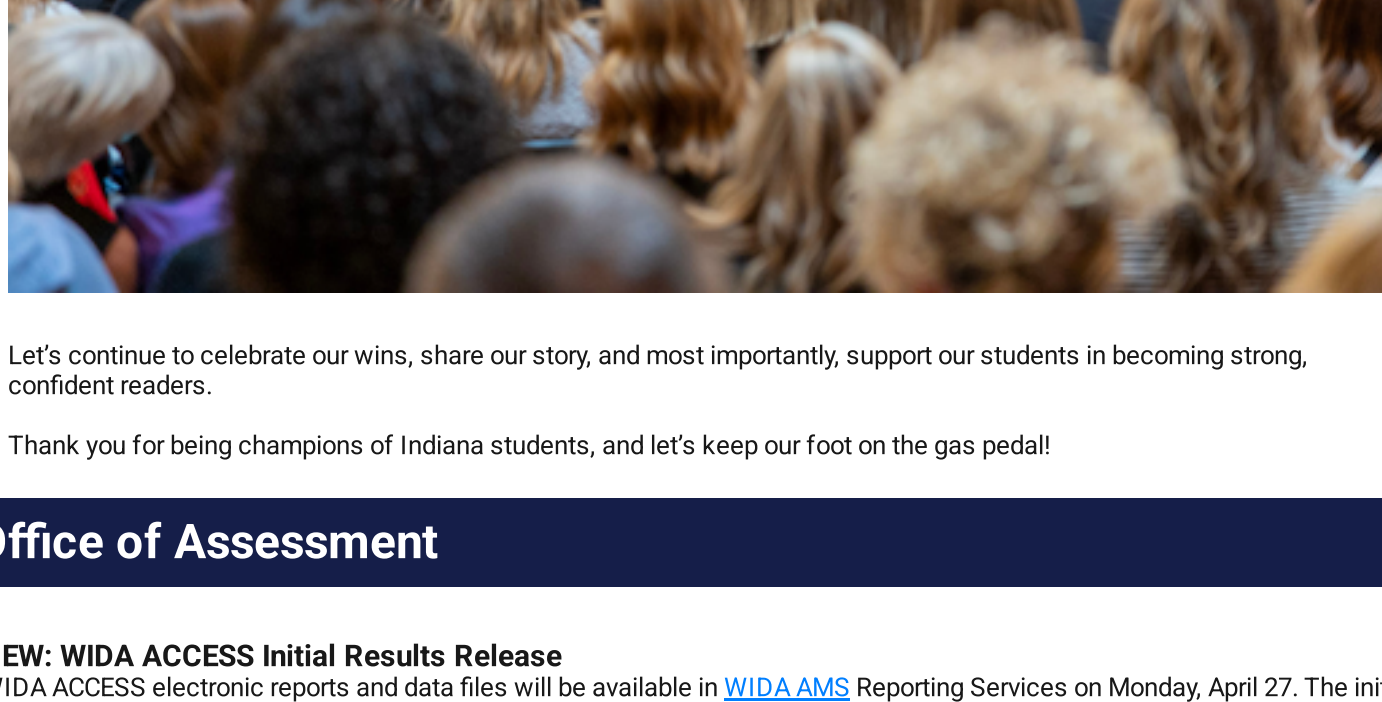 Let’s continue to celebrate our wins, share our story, and most importantly, support our students in becoming strong,
confident readers.
Thank you for being champions of Indiana students, and let’s keep our foot on the gas pedal!
Office of Assessment
EW: WIDA ACCESS Initial Results Release
WIDA ACCESS electronic reports and data files will be available in WIDA AMS Reporting Services on Monday, April 27. The